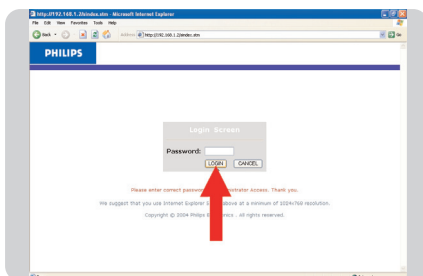 http://192.168.1.2/index.stm - Microsoft Internet Explorer
File Edit View Favorites Tools Help
Back
Address http://192.168.1.2/index.stm
Go
PHILIPS
Login Screen
Password:
LOGIN CANCEL
Please enter correct password Administrator Access. Thank you.
We suggest that you use Internet Explorer above at a minimum of 1024x768 resolution.
Copyright © 2004 Philips . All rights reserved.